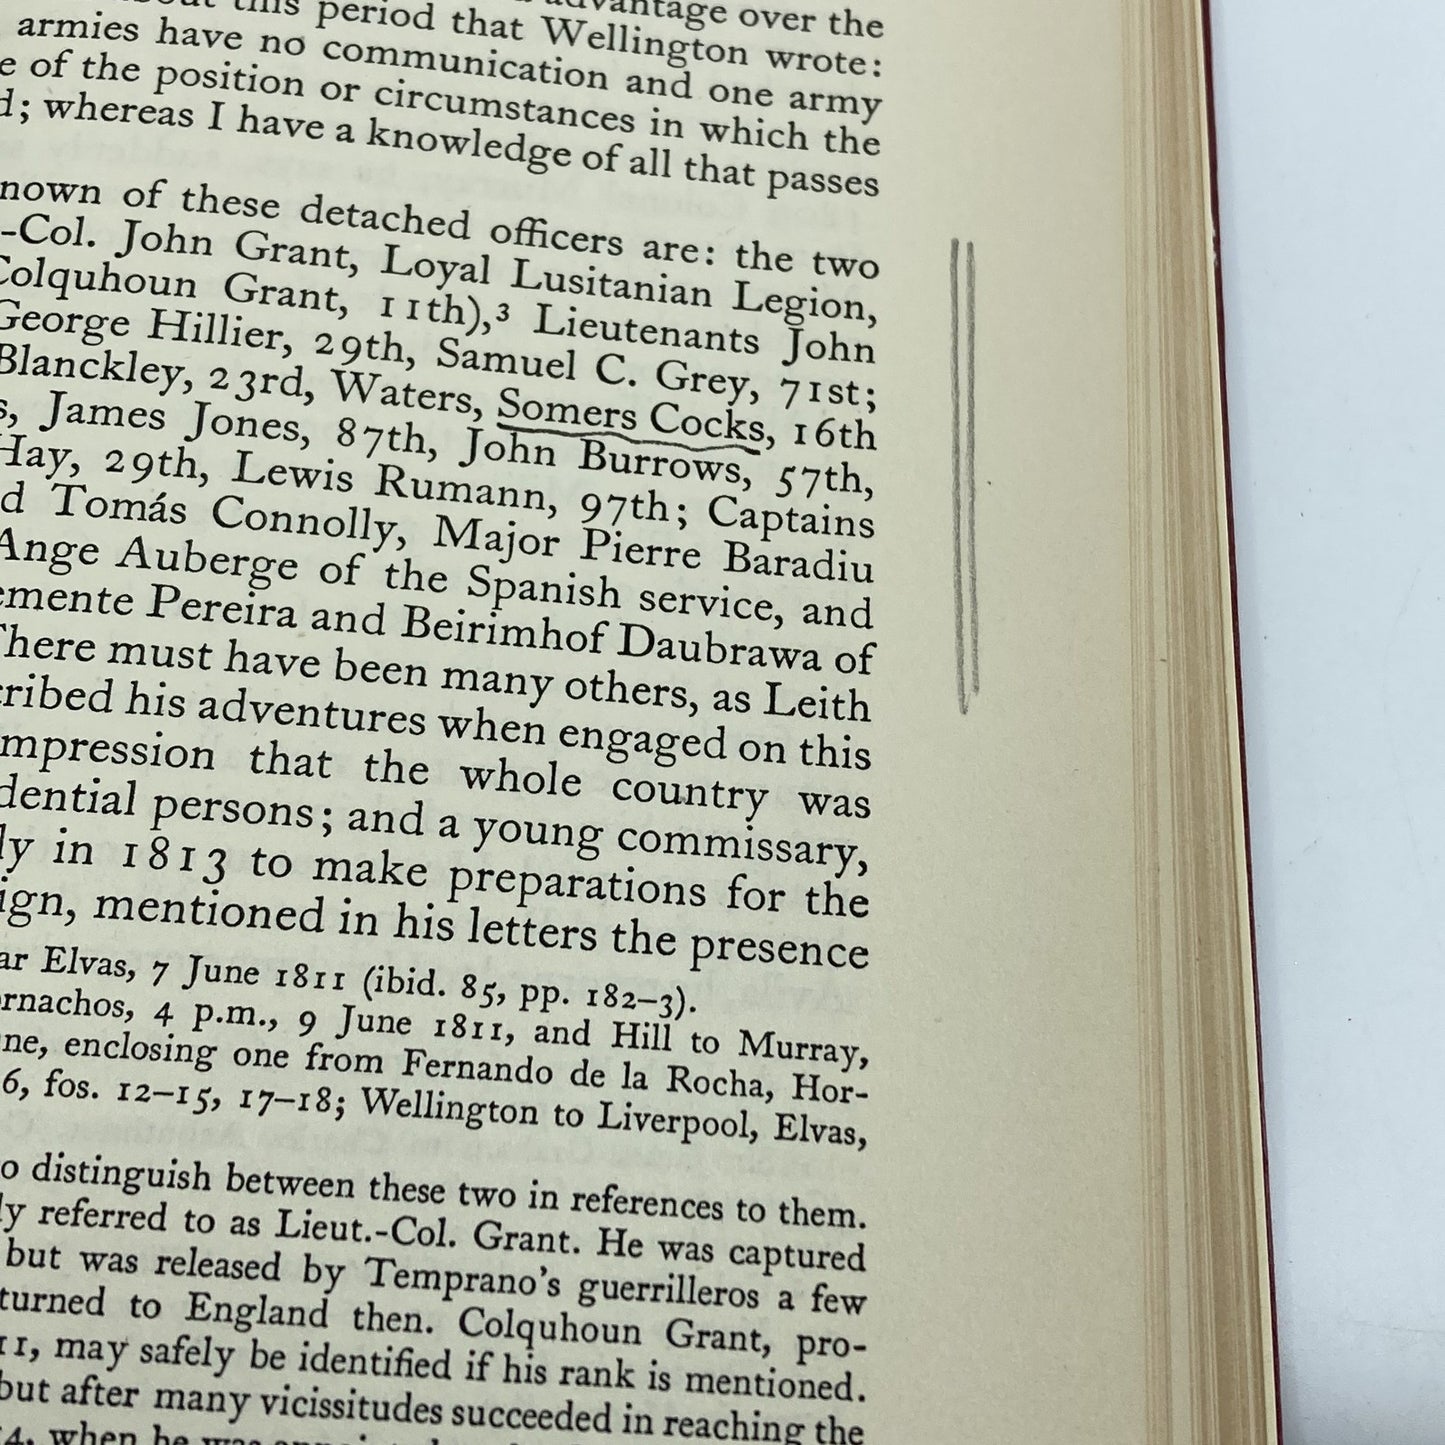 about this period that Wellington wrote:
armies have no communication and one army
e of the position or circumstances in which the
d; whereas I have a knowledge of all that passes
nown of these detached officers are: the two
-Col. John Grant, Loyal Lusitanian Legion,
Colquhoun Grant, 11th),³ Lieutenants John
George Hillier, 29th, Samuel C. Grey, 71st;
Blanckley, 23rd, Waters, Somers Cocks, 16th
s, James Jones, 87th, John Burrows, 57th,
Hay, 29th, Lewis Rumann, 97th; Captains
d Tomás Connolly, Major Pierre Baradiu
Ange Auberge of the Spanish service, and
emente Pereira and Beirimhof Daubrawa of
There must have been many others, as Leith
cribed his adventures when engaged on this
mpression that the whole country was
dential persons; and a young commissary,
ly in 1813 to make preparations for the
ign, mentioned in his letters the presence
ar Elvas, 7 June 1811 (ibid. 85, pp. 182–3).
rnachos, 4 p.m., 9 June 1811, and Hill to Murray,
ne, enclosing one from Fernando de la Rocha, Hor-
6, fos. 12–15, 17–18; Wellington to Liverpool, Elvas,
o distinguish between these two in references to them.
ly referred to as Lieut.-Col. Grant. He was captured
but was released by Temprano's guerrilleros a few
turned to England then. Colquhoun Grant, pro-
11, may safely be identified if his rank is mentioned.
but after many vicissitudes succeeded in reaching the
when he was